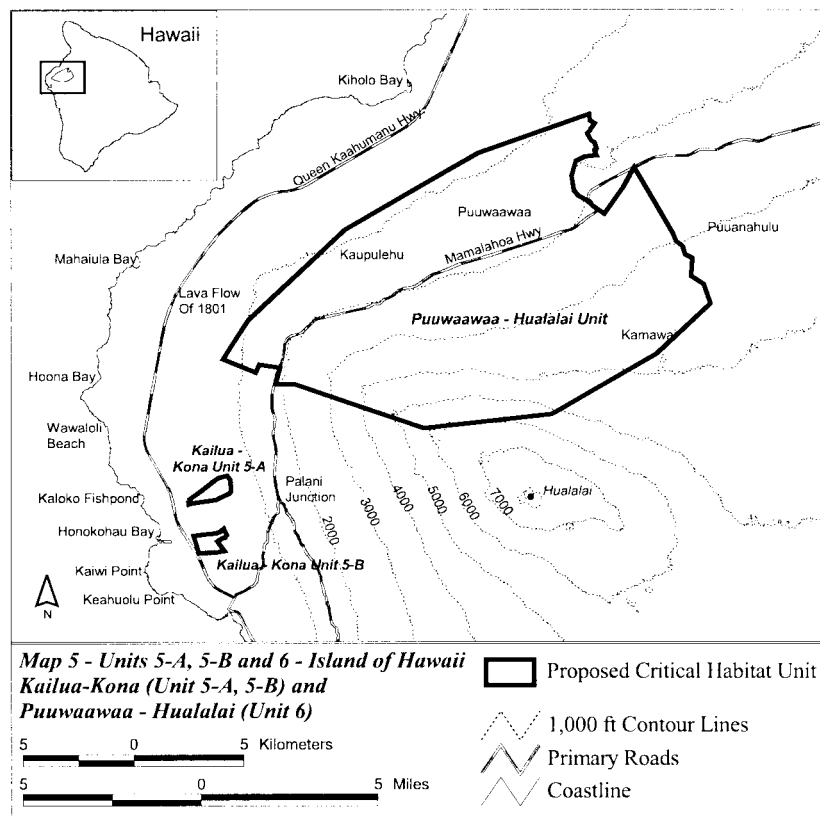 Hawaii
Kiholo Bay
Queen Kaahumanu Hwy
Puuwaawaa
Mamalahoa Hwy
Puuanahulu
Kaupulehu
Mahaiula Bay
Lava Flow
Of 1801
Puuwaawaa - Hualalai Unit
Kamawai
Hoona Bay
Wawaloli
Beach
Kailua -
Kona Unit 5-A
Palani
Junction
Kaloko Fishpond
Honokohau Bay
Kailua - Kona Unit 5-B
Kaiwi Point
Keahuolu Point
2000
3000
4000
5000
6000
7000
Hualalai
N
Map 5 - Units 5-A, 5-B and 6 - Island of Hawaii
Kailua-Kona (Unit 5-A, 5-B) and
Puuwaawaa - Hualalai (Unit 6)
5 0 5 Kilometers
5 0 5 Miles
Proposed Critical Habitat Unit
1,000 ft Contour Lines
Primary Roads
Coastline